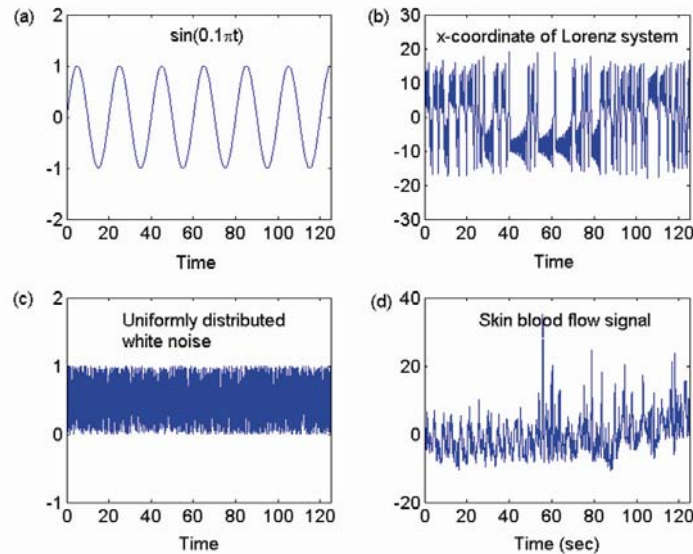 (a)
sin(0.1πt)
2
1
0
-1
-2
0 20 40 60 80 100 120
Time
(b)
x-coordinate of Lorenz system
30
20
10
0
-10
-20
-30
0 20 40 60 80 100 120
Time
(c)
Uniformly distributed
white noise
2
1
0
-1
0 20 40 60 80 100 120
Time
(d)
Skin blood flow signal
40
20
0
-20
0 20 40 60 80 100 120
Time (sec)